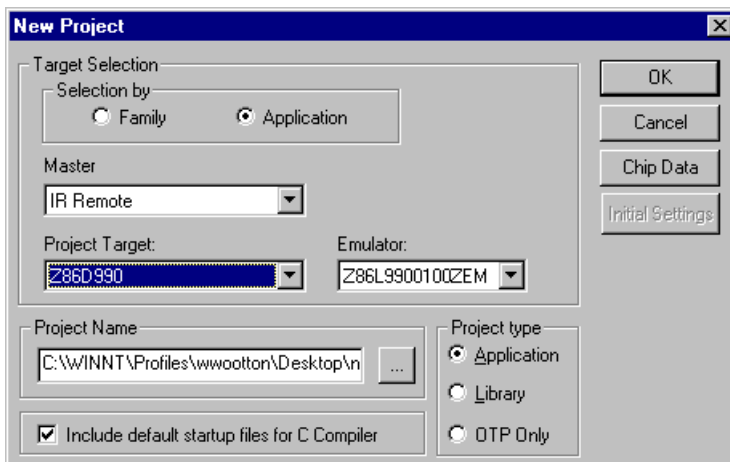 New Project
Target Selection
Selection by
Family
Application
Master
IR Remote
Project Target:
Emulator:
Z86D990
Z86L9900100ZEM
Project Name
C:\WINNT\Profiles\wwootton\Desktop\n
...
Include default startup files for C Compiler
Project type
Application
Library
OTP Only
OK
Cancel
Chip Data
Initial Settings